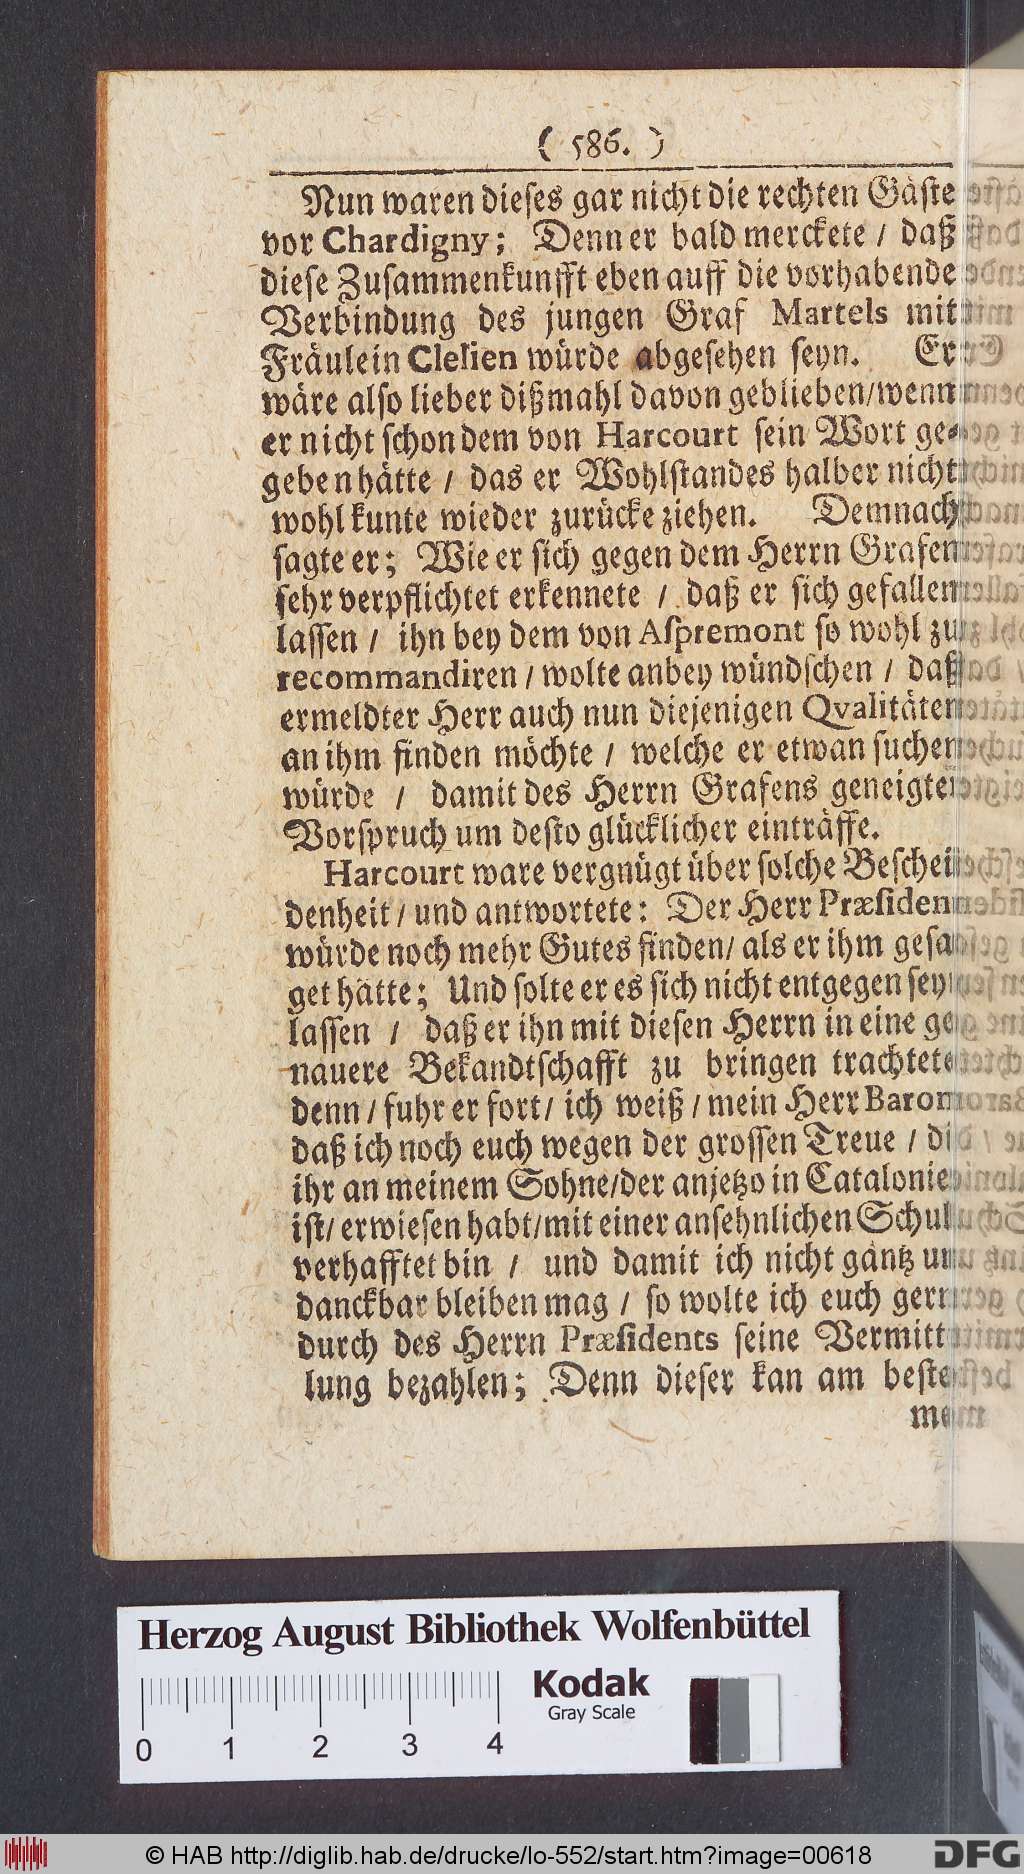 ( 586. )
Nun waren dieses gar nicht die rechten Gäste
vor Chardigny; Denn er bald merckete / daß
diese Zusammenkunfft eben auff die vorhabende
Verbindung des jungen Graf Martels mit
Fräulein Clelien würde abgesehen seyn. Er
wäre also lieber dißmahl davon geblieben/wenn
er nicht schon dem von Harcourt sein Wort ge-
geben hätte / das er Wohlstandes halber nicht
wohl kunte wieder zurücke ziehen. Demnach
sagte er; Wie er sich gegen dem Herrn Grafen
sehr verpflichtet erkennete / daß er sich gefallen
lassen / ihn bey dem von Aspremont so wohl zu
recommandiren / wolte anbey wündschen / daß
ermeldter Herr auch nun diejenigen Qvalitäten
an ihm finden möchte / welche er etwan suchen
würde / damit des Herrn Grafens geneigter
Vorspruch um desto glücklicher einträffe.
Harcourt ware vergnügt über solche Beschei-
denheit / und antwortete: Der Herr Præsident
würde noch mehr Gutes finden/ als er ihm gesa-
get hätte; Und solte er es sich nicht entgegen seyn
lassen / daß er ihn mit diesen Herrn in eine ge-
nauere Bekandtschafft zu bringen trachtete
denn / fuhr er fort/ ich weiß / mein Herr Baron
daß ich noch euch wegen der grossen Treue / die
ihr an meinem Sohne/der anjetzo in Catalonien
ist/ erwiesen habt/mit einer ansehnlichen Schuld
verhafftet bin / und damit ich nicht gäntz un-
danckbar bleiben mag / so wolte ich euch gern
durch des Herrn Præsidents seine Vermitt-
lung bezahlen; Denn dieser kan am besten
Herzog August Bibliothek Wolfenbüttel
Kodak
Gray Scale
0 1 2 3 4
© HAB http://diglib.hab.de/drucke/lo-552/start.htm?image=00618
DFG